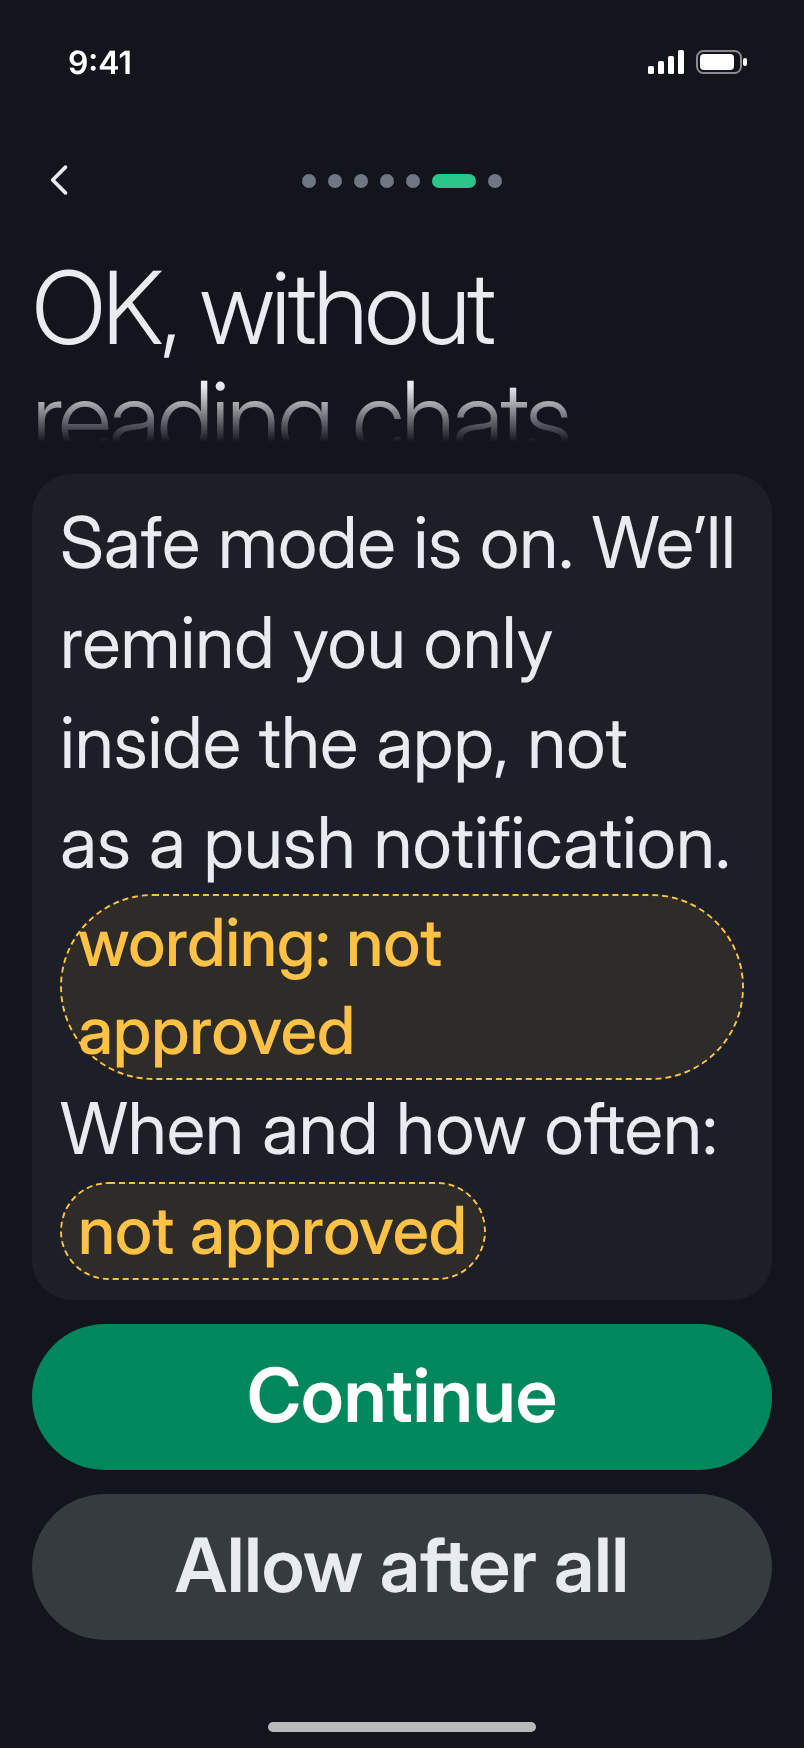 9:41
OK, without
reading chats
Safe mode is on. We’ll
remind you only
inside the app, not
as a push notification.
wording: not
approved
When and how often:
not approved
Continue
Allow after all